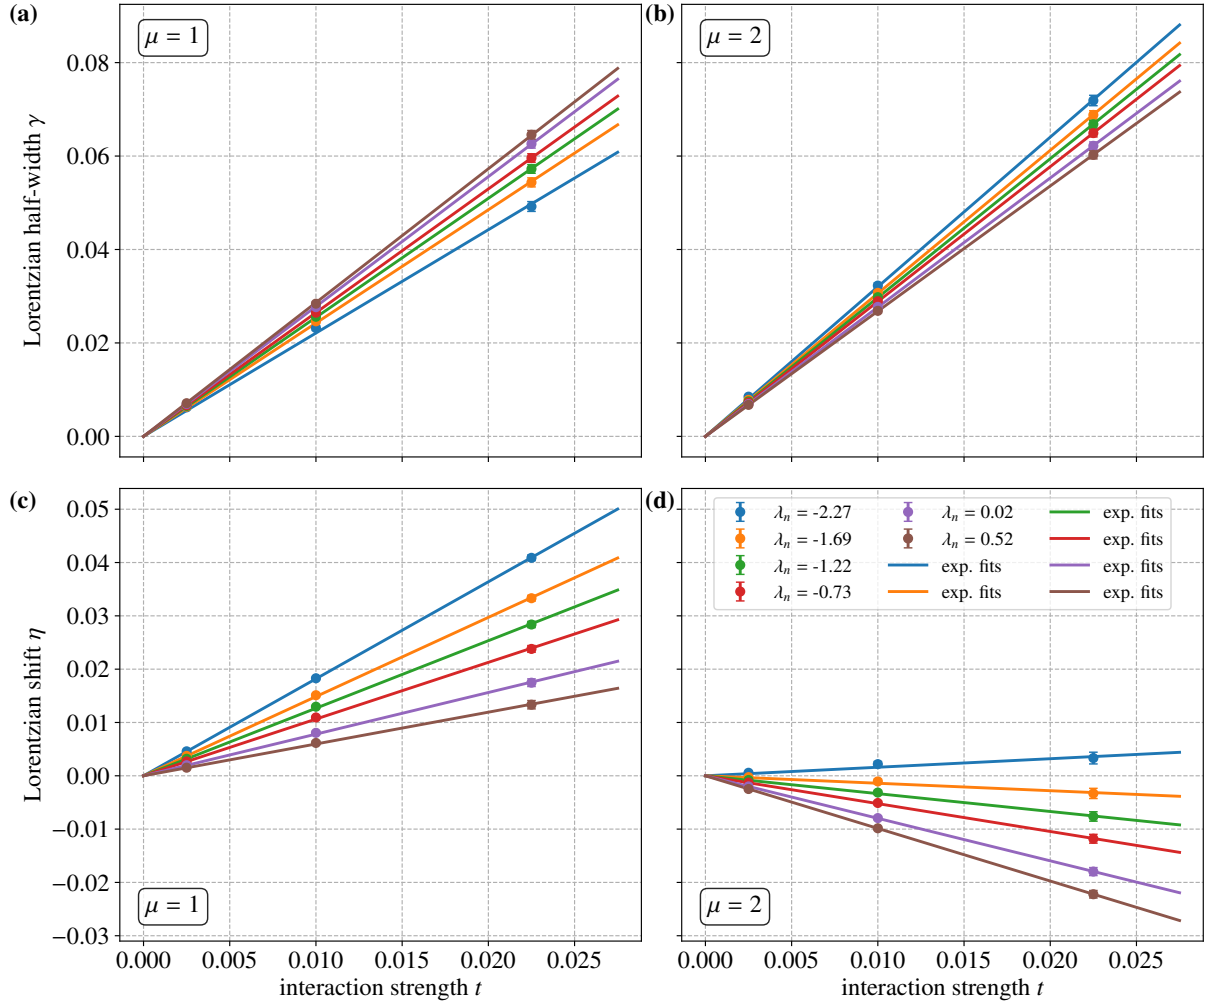 (a)
μ = 1
0.08
0.06
0.04
0.02
0.00
Lorentzian half-width γ
(b)
μ = 2
(c)
0.05
0.04
0.03
0.02
0.01
0.00
−0.01
−0.02
−0.03
Lorentzian shift η
μ = 1
0.000 0.005 0.010 0.015 0.020 0.025
interaction strength t
(d)
λn = -2.27
λn = -1.69
λn = -1.22
λn = -0.73
λn = 0.02
λn = 0.52
exp. fits
exp. fits
exp. fits
exp. fits
exp. fits
exp. fits
μ = 2
0.000 0.005 0.010 0.015 0.020 0.025
interaction strength t